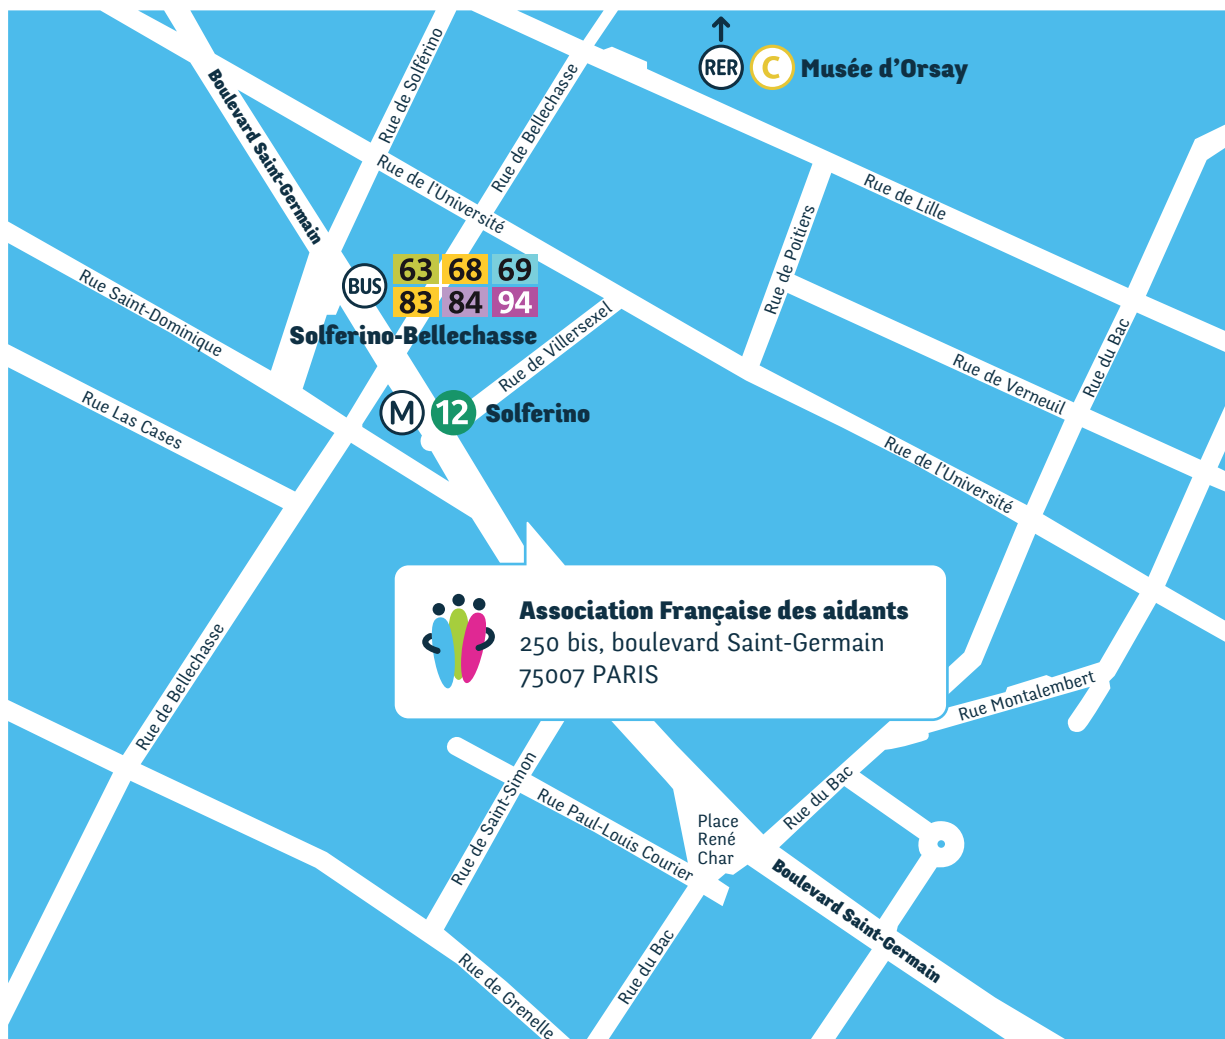 RER C Musée d'Orsay
Rue de Solférino
Boulevard Saint-Germain
Rue de Bellechasse
Rue de l'Université
Rue de Lille
Rue de Poitiers
BUS 63 68 69
83 84 94
Solferino-Bellechasse
Rue Saint-Dominique
Rue de Villersexel
Rue du Bac
Rue de Verneuil
Rue Las Cases
M 12 Solferino
Rue de l'Université
Association Française des aidants
250 bis, boulevard Saint-Germain
75007 PARIS
Rue de Bellechasse
Rue Montalembert
Rue de Saint-Simon
Rue Paul-Louis Courier
Place
René
Char
Rue du Bac
Boulevard Saint-Germain
Rue du Bac
Rue de Grenelle